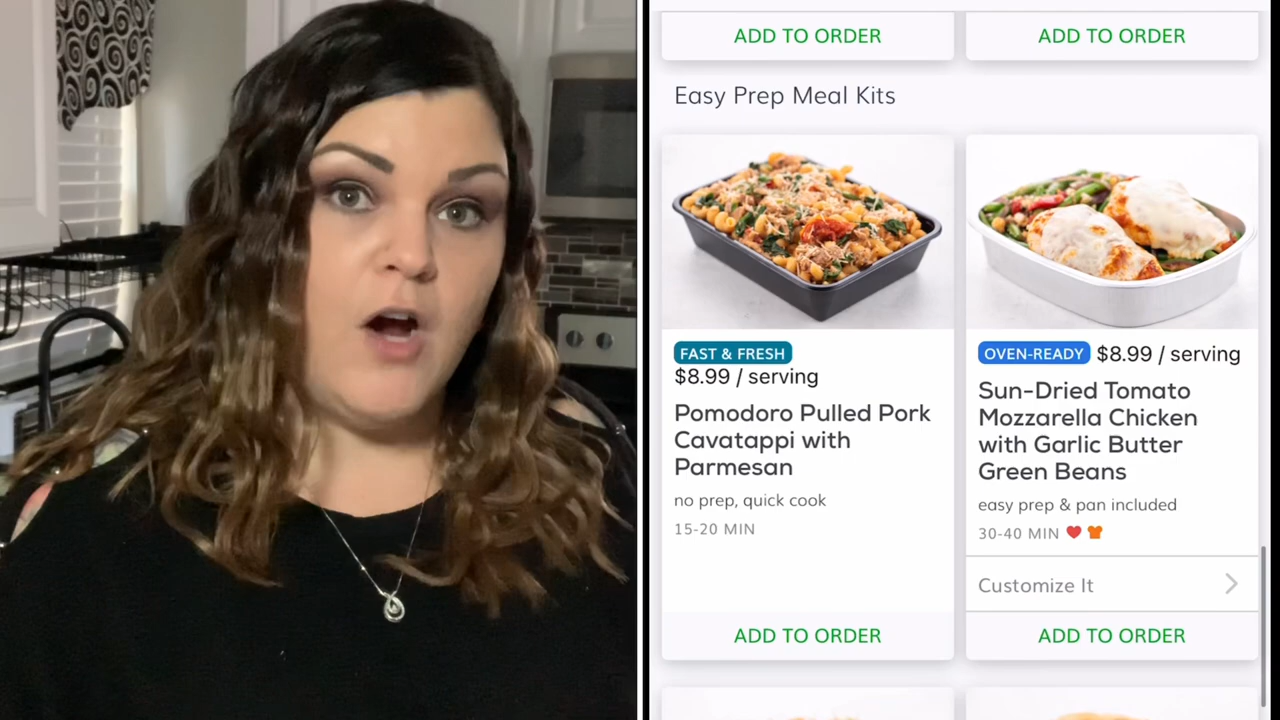 ADD TO ORDER
ADD TO ORDER
Easy Prep Meal Kits
FAST & FRESH
$8.99 / serving
Pomodoro Pulled Pork
Cavatappi with
Parmesan
no prep, quick cook
15-20 MIN
ADD TO ORDER
OVEN-READY $8.99 / serving
Sun-Dried Tomato
Mozzarella Chicken
with Garlic Butter
Green Beans
easy prep & pan included
30-40 MIN
Customize It
ADD TO ORDER